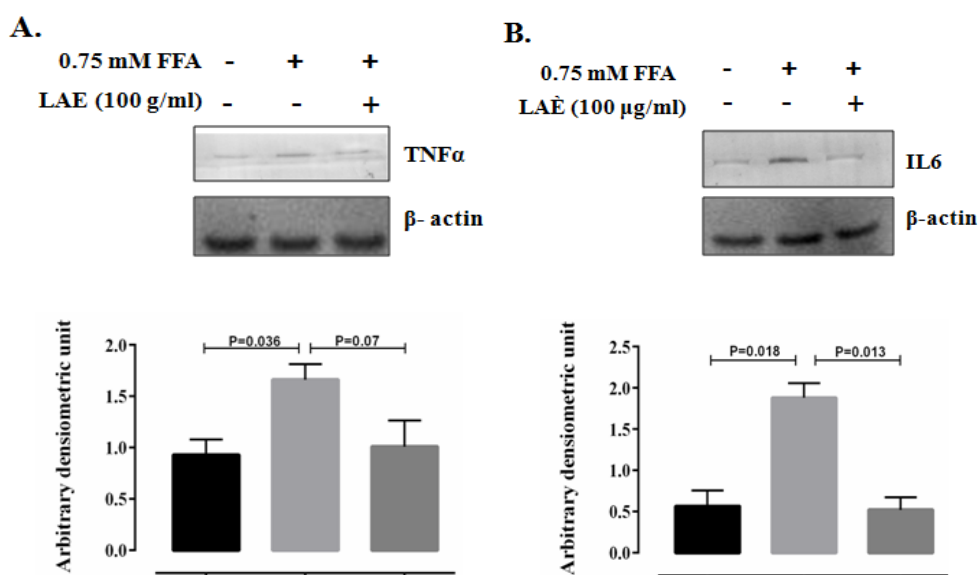 A.
0.75 mM FFA - + +
LAE (100 g/ml) - - +
TNFα
β- actin
B.
0.75 mM FFA - + +
LAÈ (100 µg/ml) - - +
IL6
β-actin
Arbitrary densiometric unit
2.0
1.5
1.0
0.5
0.0
P=0.036 P=0.07
Arbitrary densiometric unit
2.5
2.0
1.5
1.0
0.5
0.0
P=0.018 P=0.013